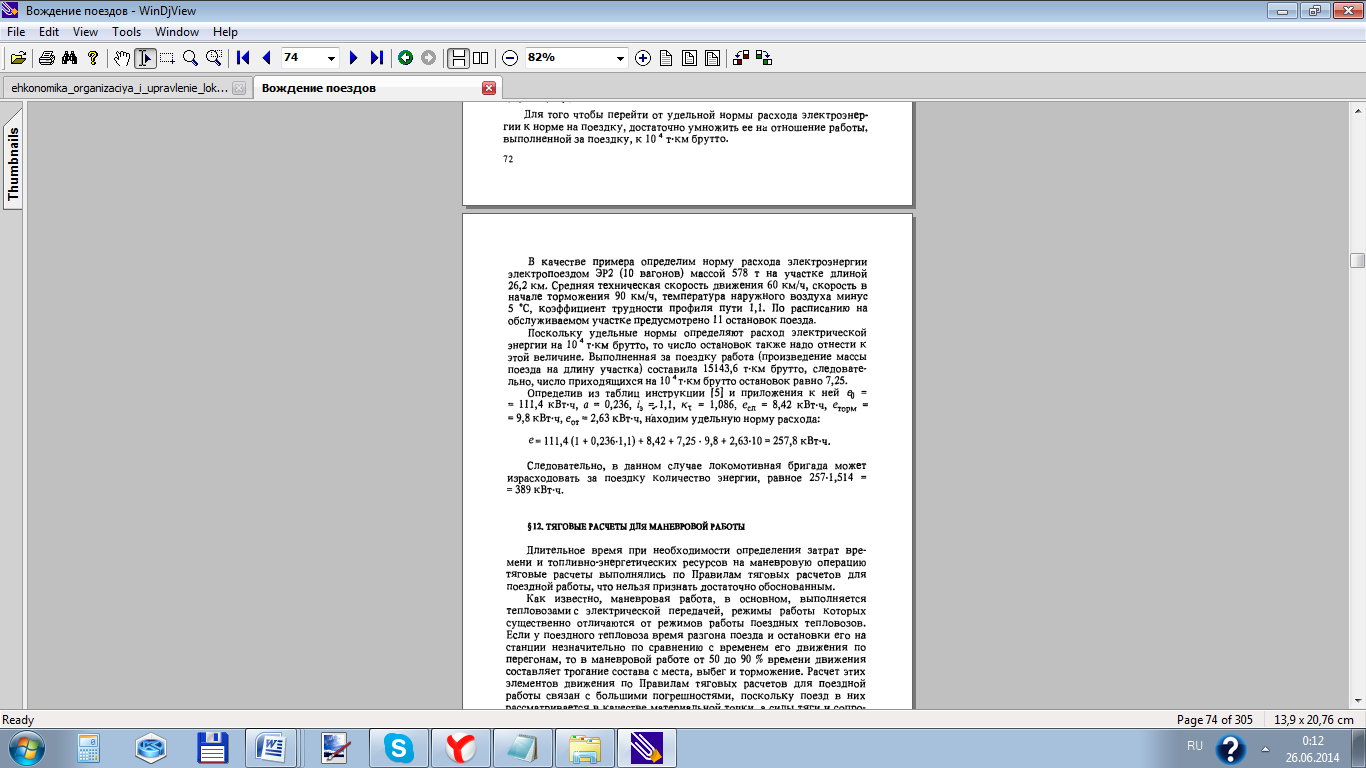 Вождение поездов - WinDjView
File Edit View Tools Window Help
74
82%
ehkonomika_organizaciya_i_upravlenie_lok...
Вождение поездов
Thumbnails
Для того чтобы перейти от удельной нормы расхода электроэнер-
гии к норме на поездку, достаточно умножить ее на отношение работы,
выполненной за поездку, к 10⁴ т·км брутто.
72
В качестве примера определим норму расхода электроэнергии
электропоездом ЭР2 (10 вагонов) массой 578 т на участке длиной
26,2 км. Средняя техническая скорость движения 60 км/ч, скорость в
начале торможения 90 км/ч, температура наружного воздуха минус
5 °С, коэффициент трудности профиля пути 1,1. По расписанию на
обслуживаемом участке предусмотрено 11 остановок поезда.
Поскольку удельные нормы определяют расход электрической
энергии на 10⁴ т·км брутто, то число остановок также надо отнести к
этой величине. Выполненная за поездку работа (произведение массы
поезда на длину участка) составила 15143,6 т·км брутто, следовате-
льно, число приходящихся на 10⁴ т·км брутто остановок равно 7,25.
Определив из таблиц инструкции [5] и приложения к ней e₀ =
= 111,4 кВт·ч, a = 0,236, iэ = 1,1, кт = 1,086, eсл = 8,42 кВт·ч, eторм =
= 9,8 кВт·ч, eот = 2,63 кВт·ч, находим удельную норму расхода:
e = 111,4 (1 + 0,236·1,1) + 8,42 + 7,25 · 9,8 + 2,63·10 = 257,8 кВт·ч.
Следовательно, в данном случае локомотивная бригада может
израсходовать за поездку количество энергии, равное 257·1,514 =
= 389 кВт·ч.
§ 12. ТЯГОВЫЕ РАСЧЕТЫ ДЛЯ МАНЕВРОВОЙ РАБОТЫ
Длительное время при необходимости определения затрат вре-
мени и топливно-энергетических ресурсов на маневровую операцию
тяговые расчеты выполнялись по Правилам тяговых расчетов для
поездной работы, что нельзя признать достаточно обоснованным.
Как известно, маневровая работа, в основном, выполняется
тепловозами с электрической передачей, режимы работы которых
существенно отличаются от режимов работы поездных тепловозов.
Если у поездного тепловоза время разгона поезда и остановки его на
станции незначительно по сравнению с временем его движения по
перегонам, то в маневровой работе от 50 до 90 % времени движения
составляет трогание состава с места, выбег и торможение. Расчет этих
элементов движения по Правилам тяговых расчетов для поездной
работы связан с большими погрешностями, поскольку поезд в них
рассматривается в качестве материальной точки, а силы тяги и сопро-
Ready
Page 74 of 305
13,9 x 20,76 cm
RU
0:12
26.06.2014